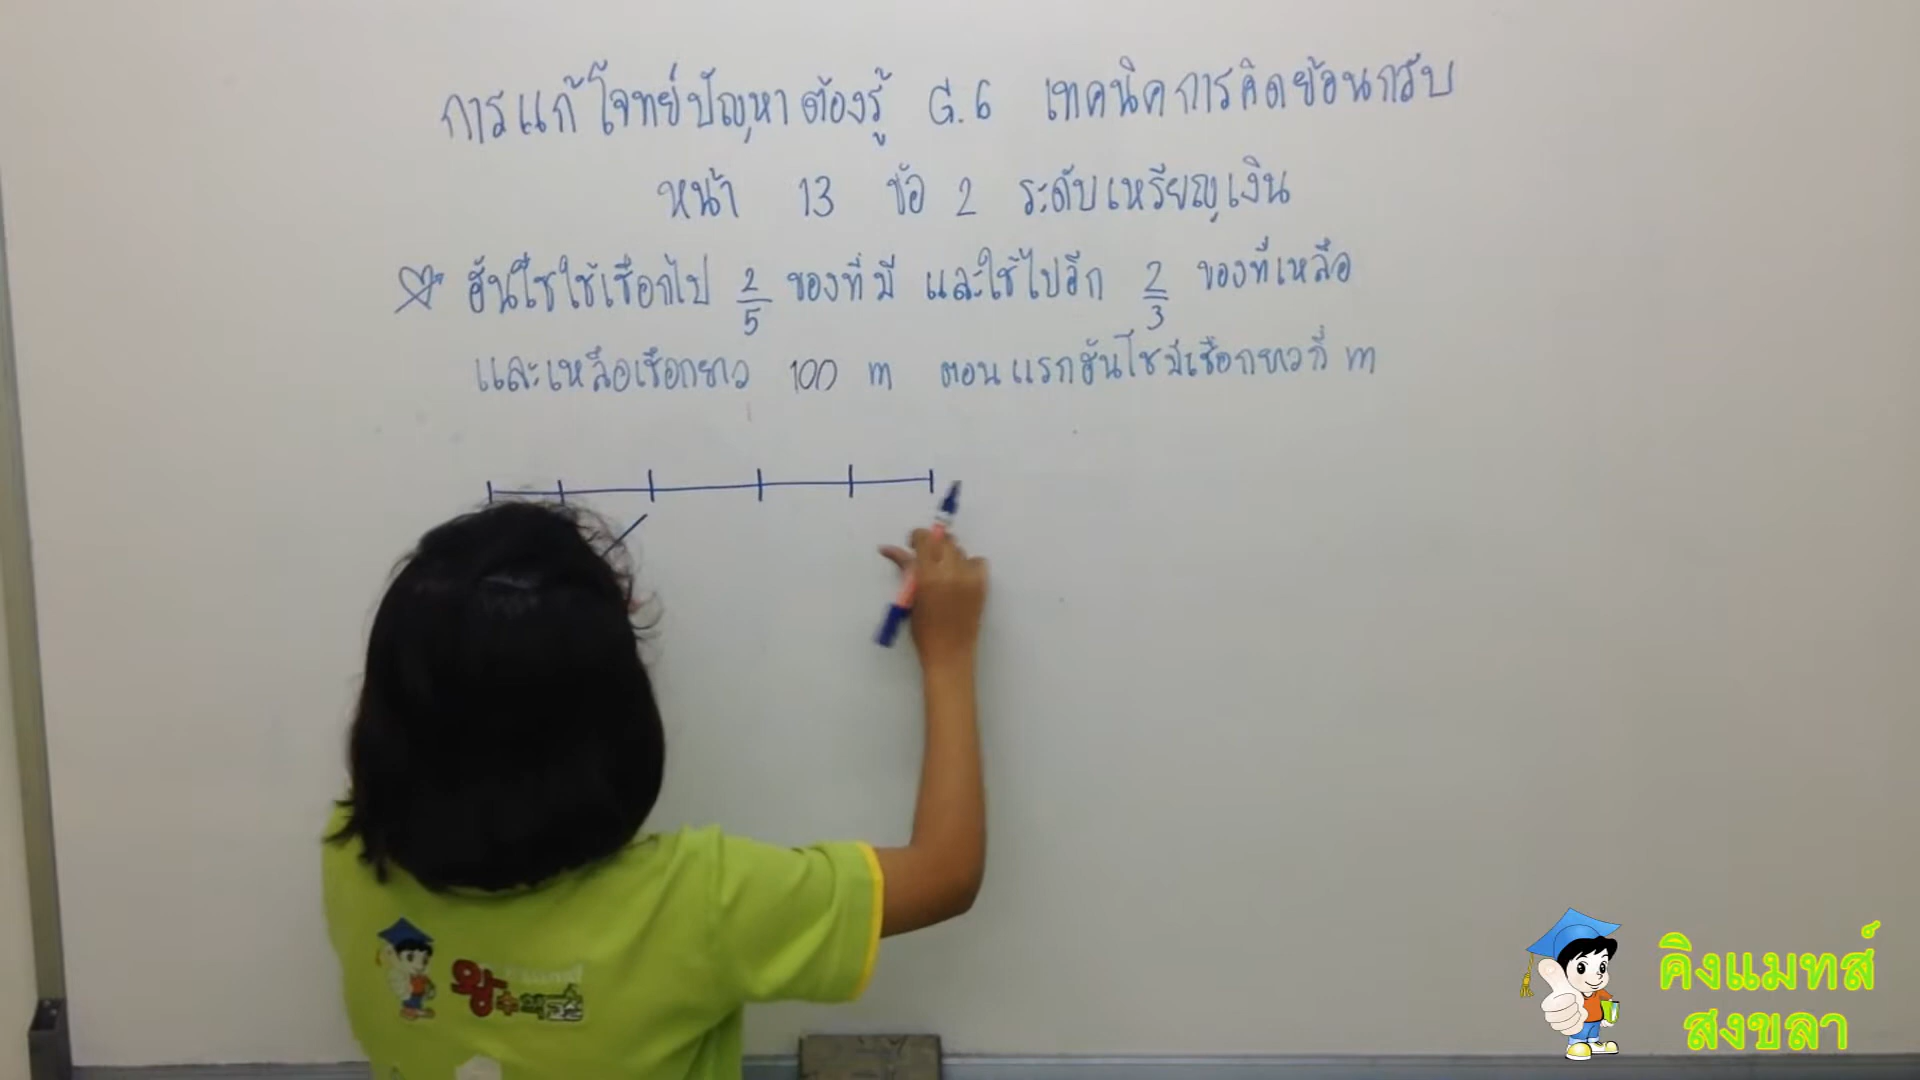 การแก้โจทย์ปัญหาต้องรู้ G.6 เทคนิคการคิดย้อนกลับ
หน้า 13 ข้อ 2 ระดับเหรียญเงิน
ฮันโซใช้เชือกไป 2/5 ของที่มี และใช้ไปอีก 2/3 ของที่เหลือ
และเหลือเชือกยาว 100 m ตอนแรกฮันโซมีเชือกยาวกี่ m
คิงแมทส์
สงขลา